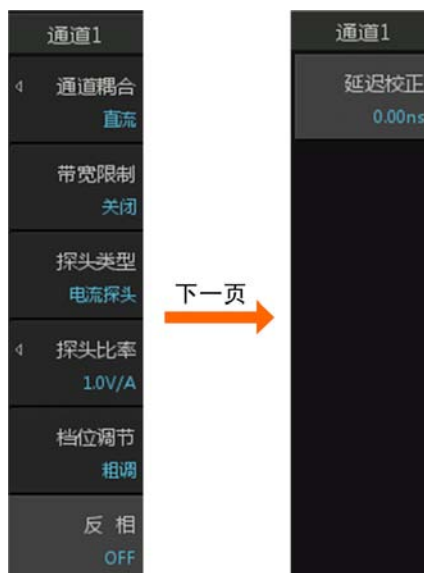 通道1
通道耦合
直流
带宽限制
关闭
探头类型
电流探头
探头比率
1.0V/A
档位调节
粗调
反 相
OFF
下一页
通道1
延迟校正
0.00ns